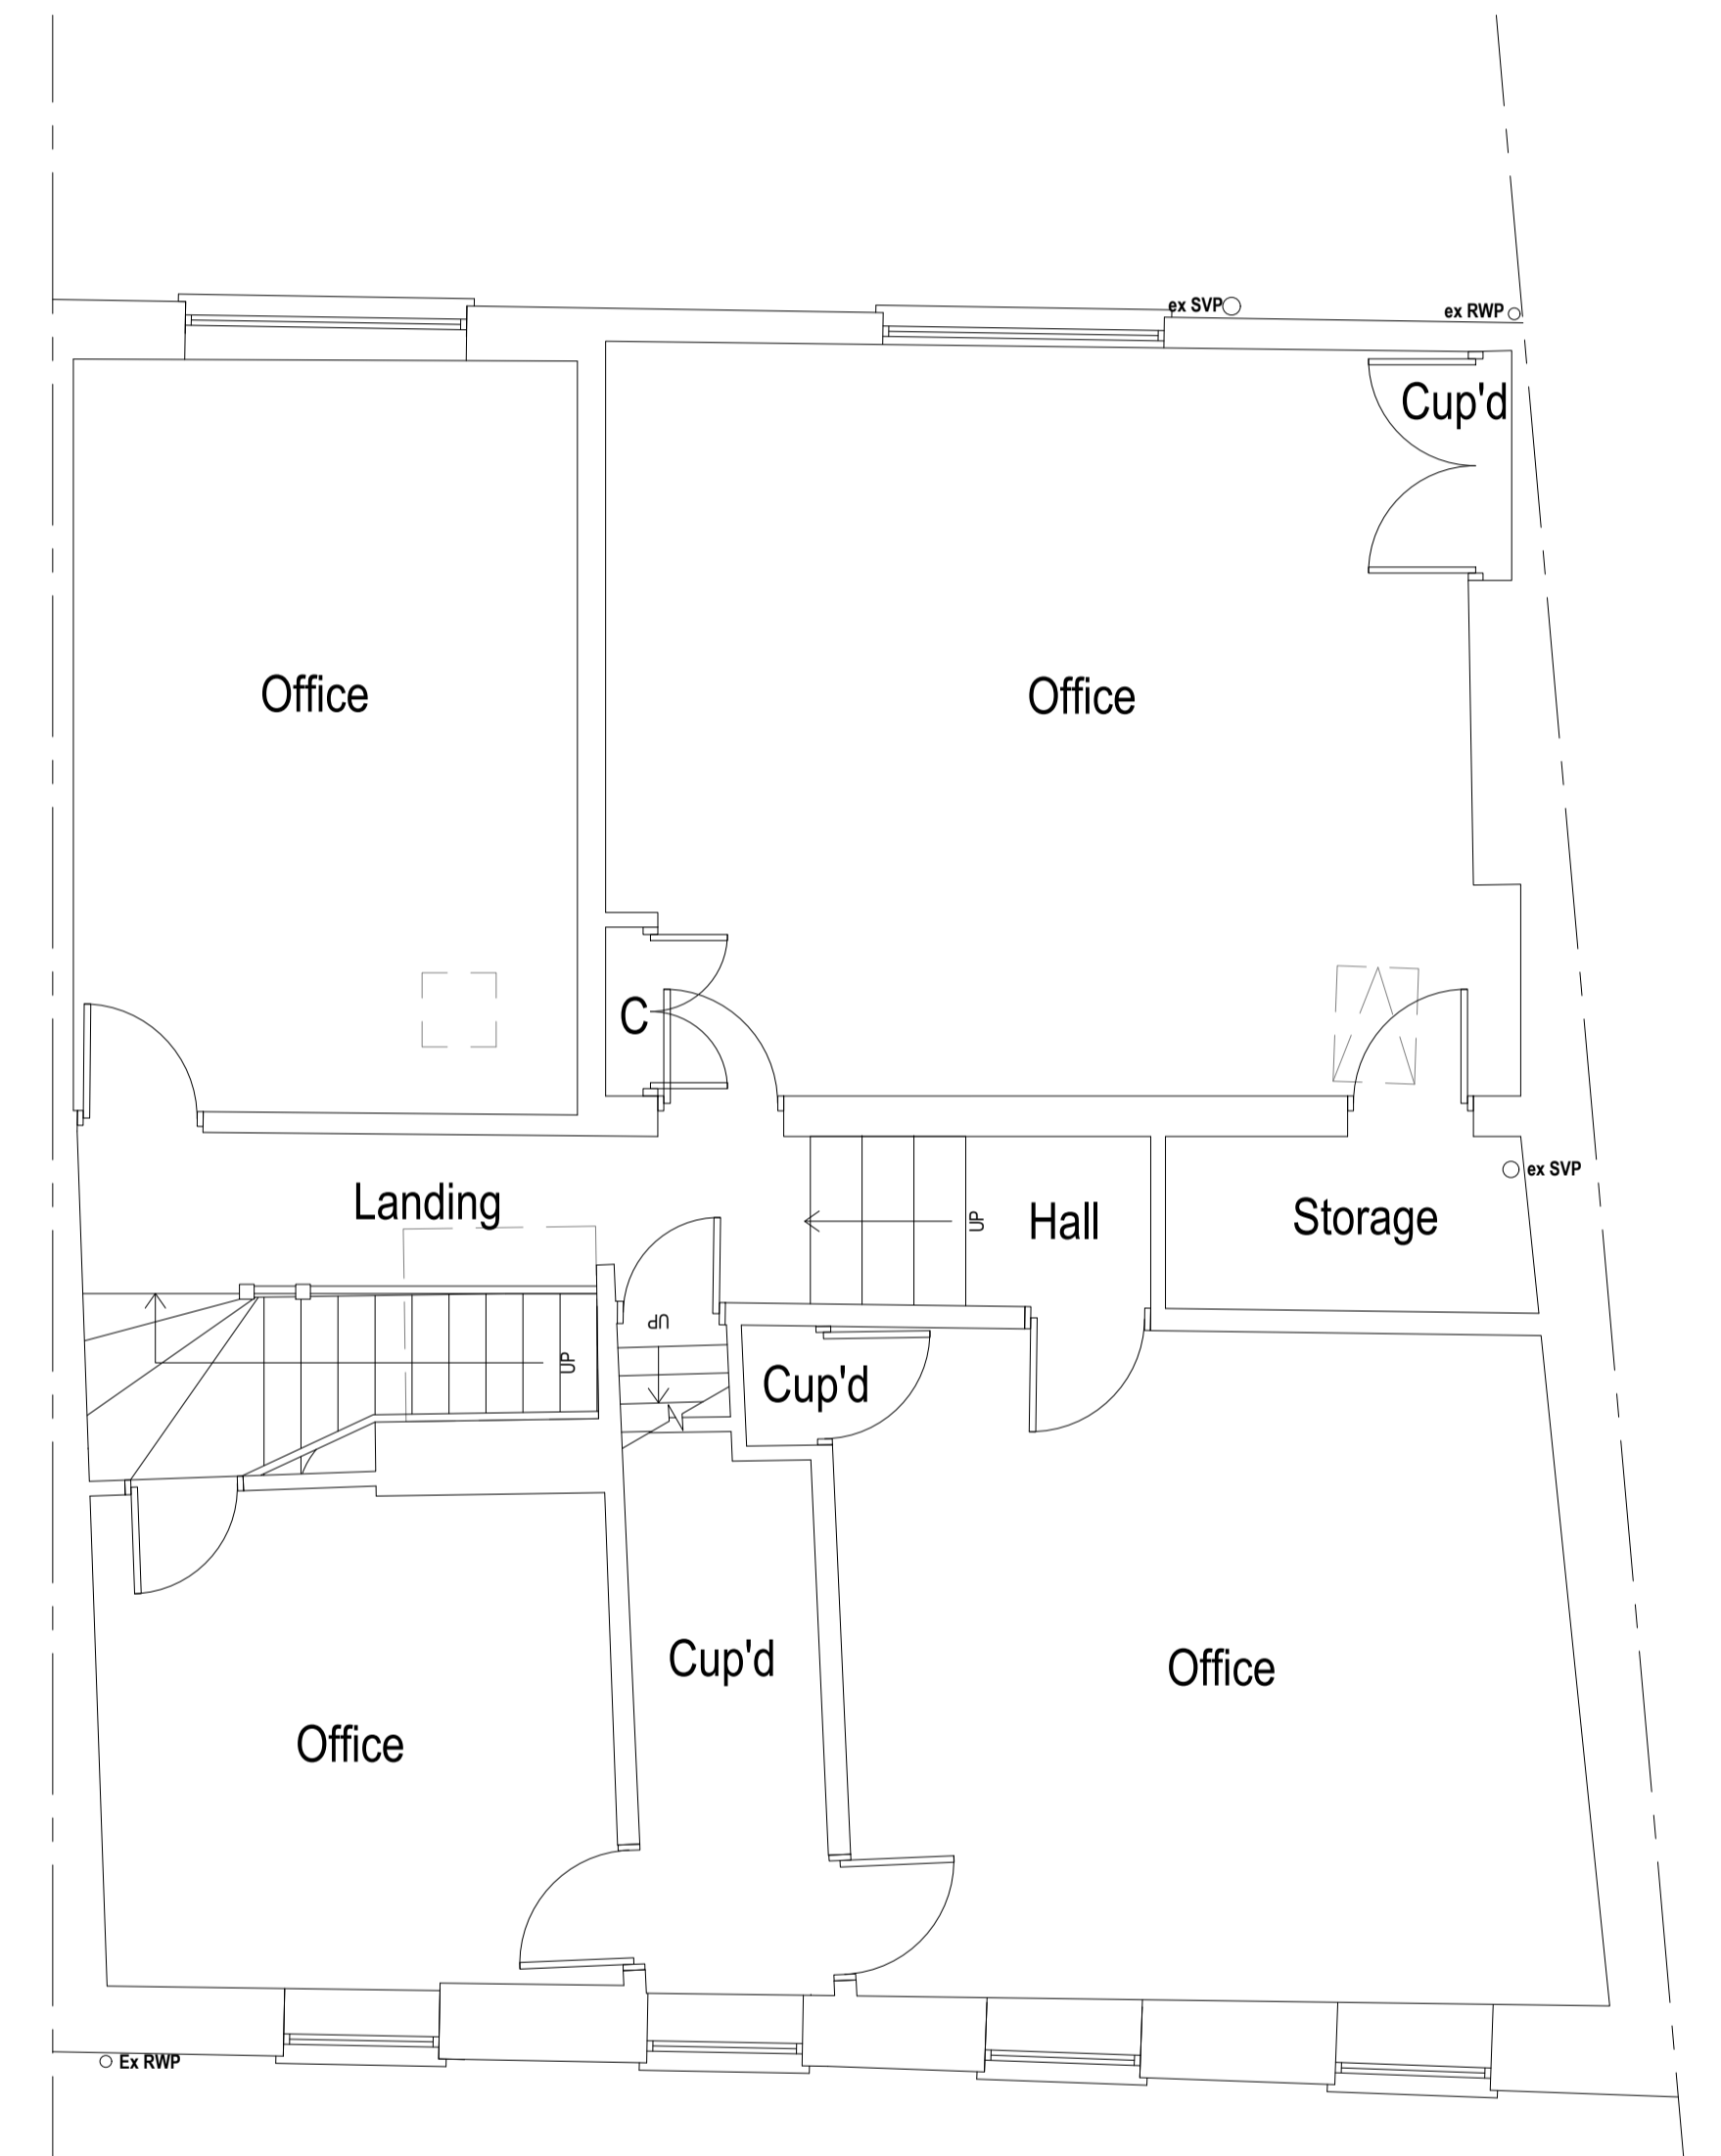 ex SVP
ex RWP
Cup'd
Office
Office
C
ex SVP
Landing
Hall
Storage
UP
UP
UP
Cup'd
Cup'd
Office
Office
Ex RWP